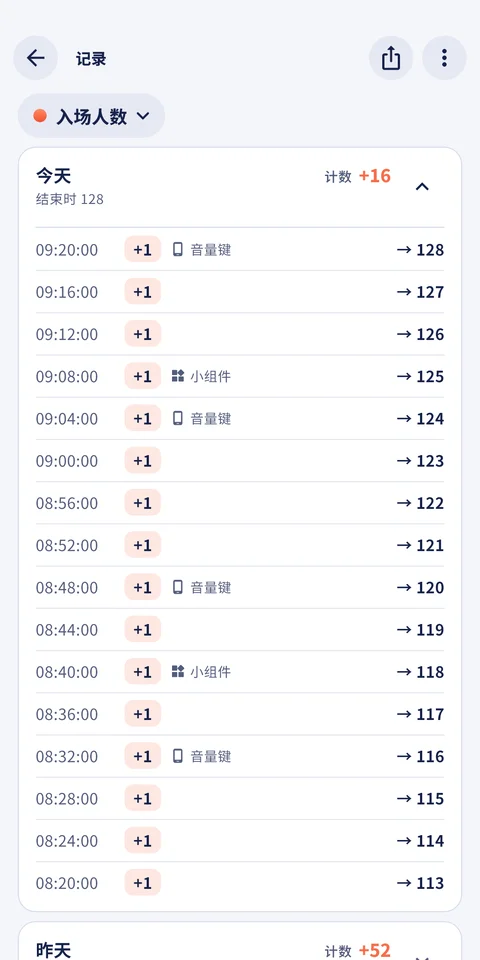 记录
入场人数
今天 计数 +16
结束时 128
09:20:00 +1 音量键 → 128
09:16:00 +1 → 127
09:12:00 +1 → 126
09:08:00 +1 小组件 → 125
09:04:00 +1 音量键 → 124
09:00:00 +1 → 123
08:56:00 +1 → 122
08:52:00 +1 → 121
08:48:00 +1 音量键 → 120
08:44:00 +1 → 119
08:40:00 +1 小组件 → 118
08:36:00 +1 → 117
08:32:00 +1 音量键 → 116
08:28:00 +1 → 115
08:24:00 +1 → 114
08:20:00 +1 → 113
昨天 计数 +52